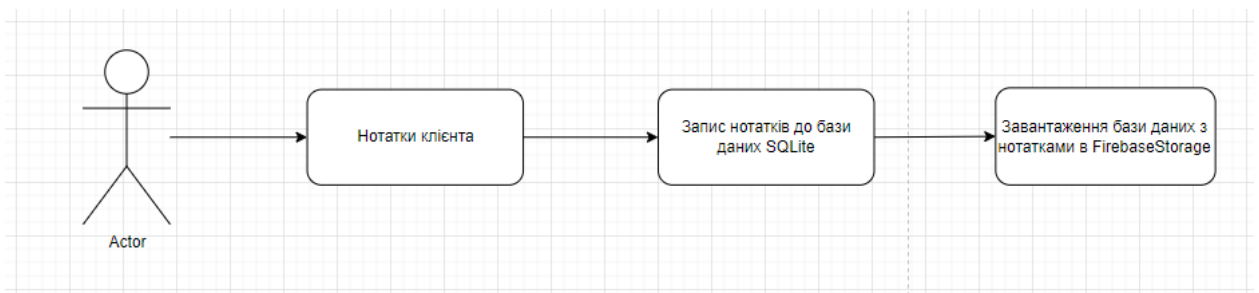 Нотатки клієнта
Запис нотатків до бази
даних SQLite
Завантаження бази даних з
нотатками в FirebaseStorage
Actor